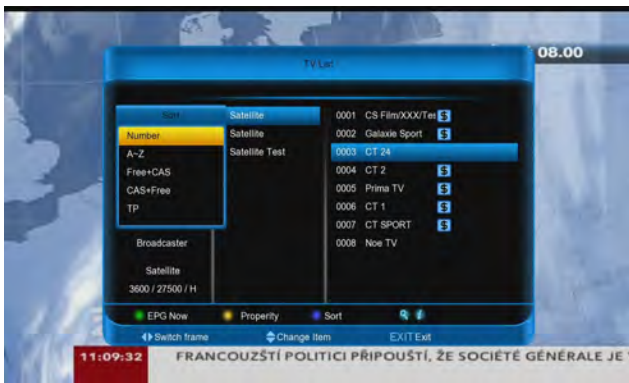 08.00
TV List
Sort
Number
A~Z
Free+CAS
CAS+Free
TP
Satellite
Satellite
Satellite Test
0001 CS Film/XXX/Ter $
0002 Galaxie Sport $
0003 CT 24
0004 CT 2 $
0005 Prima TV $
0006 CT 1 $
0007 CT SPORT $
0008 Noe TV
Broadcaster
Satellite
3600 / 27500 / H
EPG Now Properity Sort
Switch frame Change Item EXIT Exit
11:09:32 FRANCOUZŠTÍ POLITICI PŘIPOUŠTÍ, ŽE SOCIÉTÉ GÉNÉRALE JE